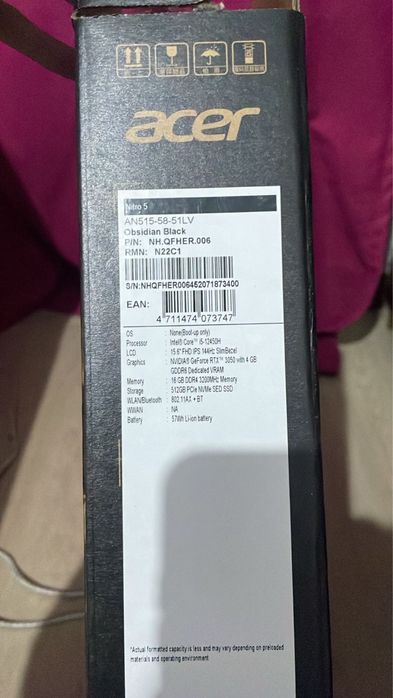 acer
Nitro 5
AN515-58-51LV
Obsidian Black
P/N: NH.QFHER.006
RMN: N22C1
S/N:NHQFHER006452071873400
EAN:
4 711474 073747
OS : None(Boot-up only)
Processor : Intel® Core™ i5-12450H
LCD : 15.6" FHD IPS 144Hz SlimBezel
Graphics : NVIDIA® GeForce RTX™ 3050 with 4 GB
GDDR6 Dedicated VRAM
Memory : 16 GB DDR4 3200MHz Memory
Storage : 512GB PCIe NVMe SED SSD
WLAN/Bluetooth : 802.11AX + BT
WWAN : NA
Battery : 57Wh Li-ion battery
*Actual formatted capacity is less and may vary depending on preloaded
materials and operating environment